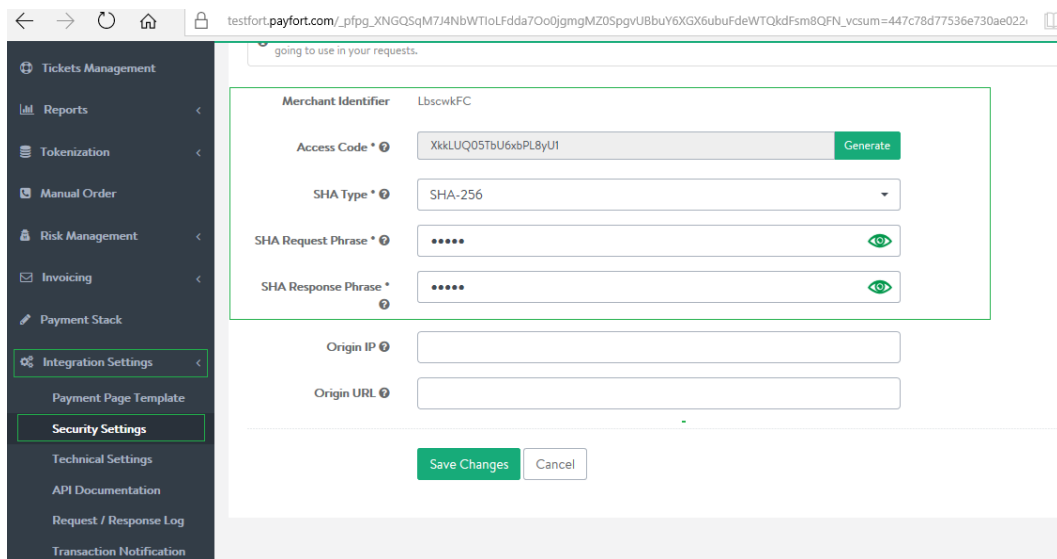 testfort.payfort.com/_pfpg_XNGQSqM7J4NbWTIoLFdda7Oo0jgmgMZ0SpgvUBbuY6XGX6ubuFdeWTQkdFsm8QFN_vcsum=447c78d77536e730ae022
going to use in your requests.
Tickets Management
Reports
Tokenization
Manual Order
Risk Management
Invoicing
Payment Stack
Integration Settings
Payment Page Template
Security Settings
Technical Settings
API Documentation
Request / Response Log
Transaction Notification
Merchant Identifier LbscwkFC
Access Code * XkkLUQ05TbU6xbPL8yU1 Generate
SHA Type * SHA-256
SHA Request Phrase * •••••
SHA Response Phrase * •••••
Origin IP
Origin URL
Save Changes Cancel